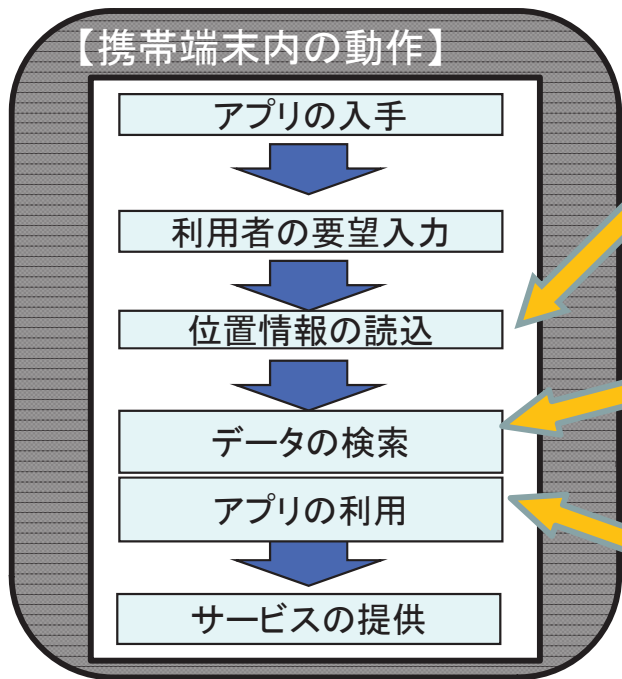 【携帯端末内の動作】
アプリの入手
利用者の要望入力
位置情報の読込
データの検索
アプリの利用
サービスの提供